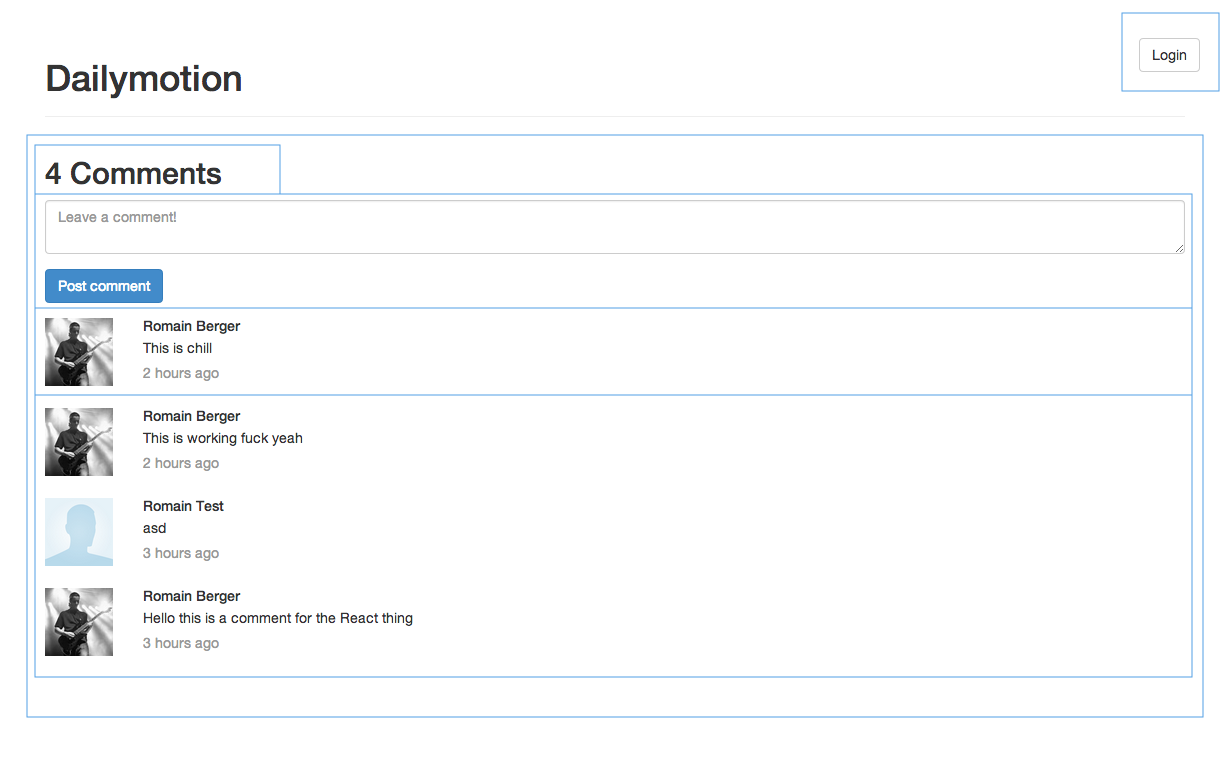 Login
Dailymotion
4 Comments
Leave a comment!
Post comment
Romain Berger
This is chill
2 hours ago
Romain Berger
This is working fuck yeah
2 hours ago
Romain Test
asd
3 hours ago
Romain Berger
Hello this is a comment for the React thing
3 hours ago